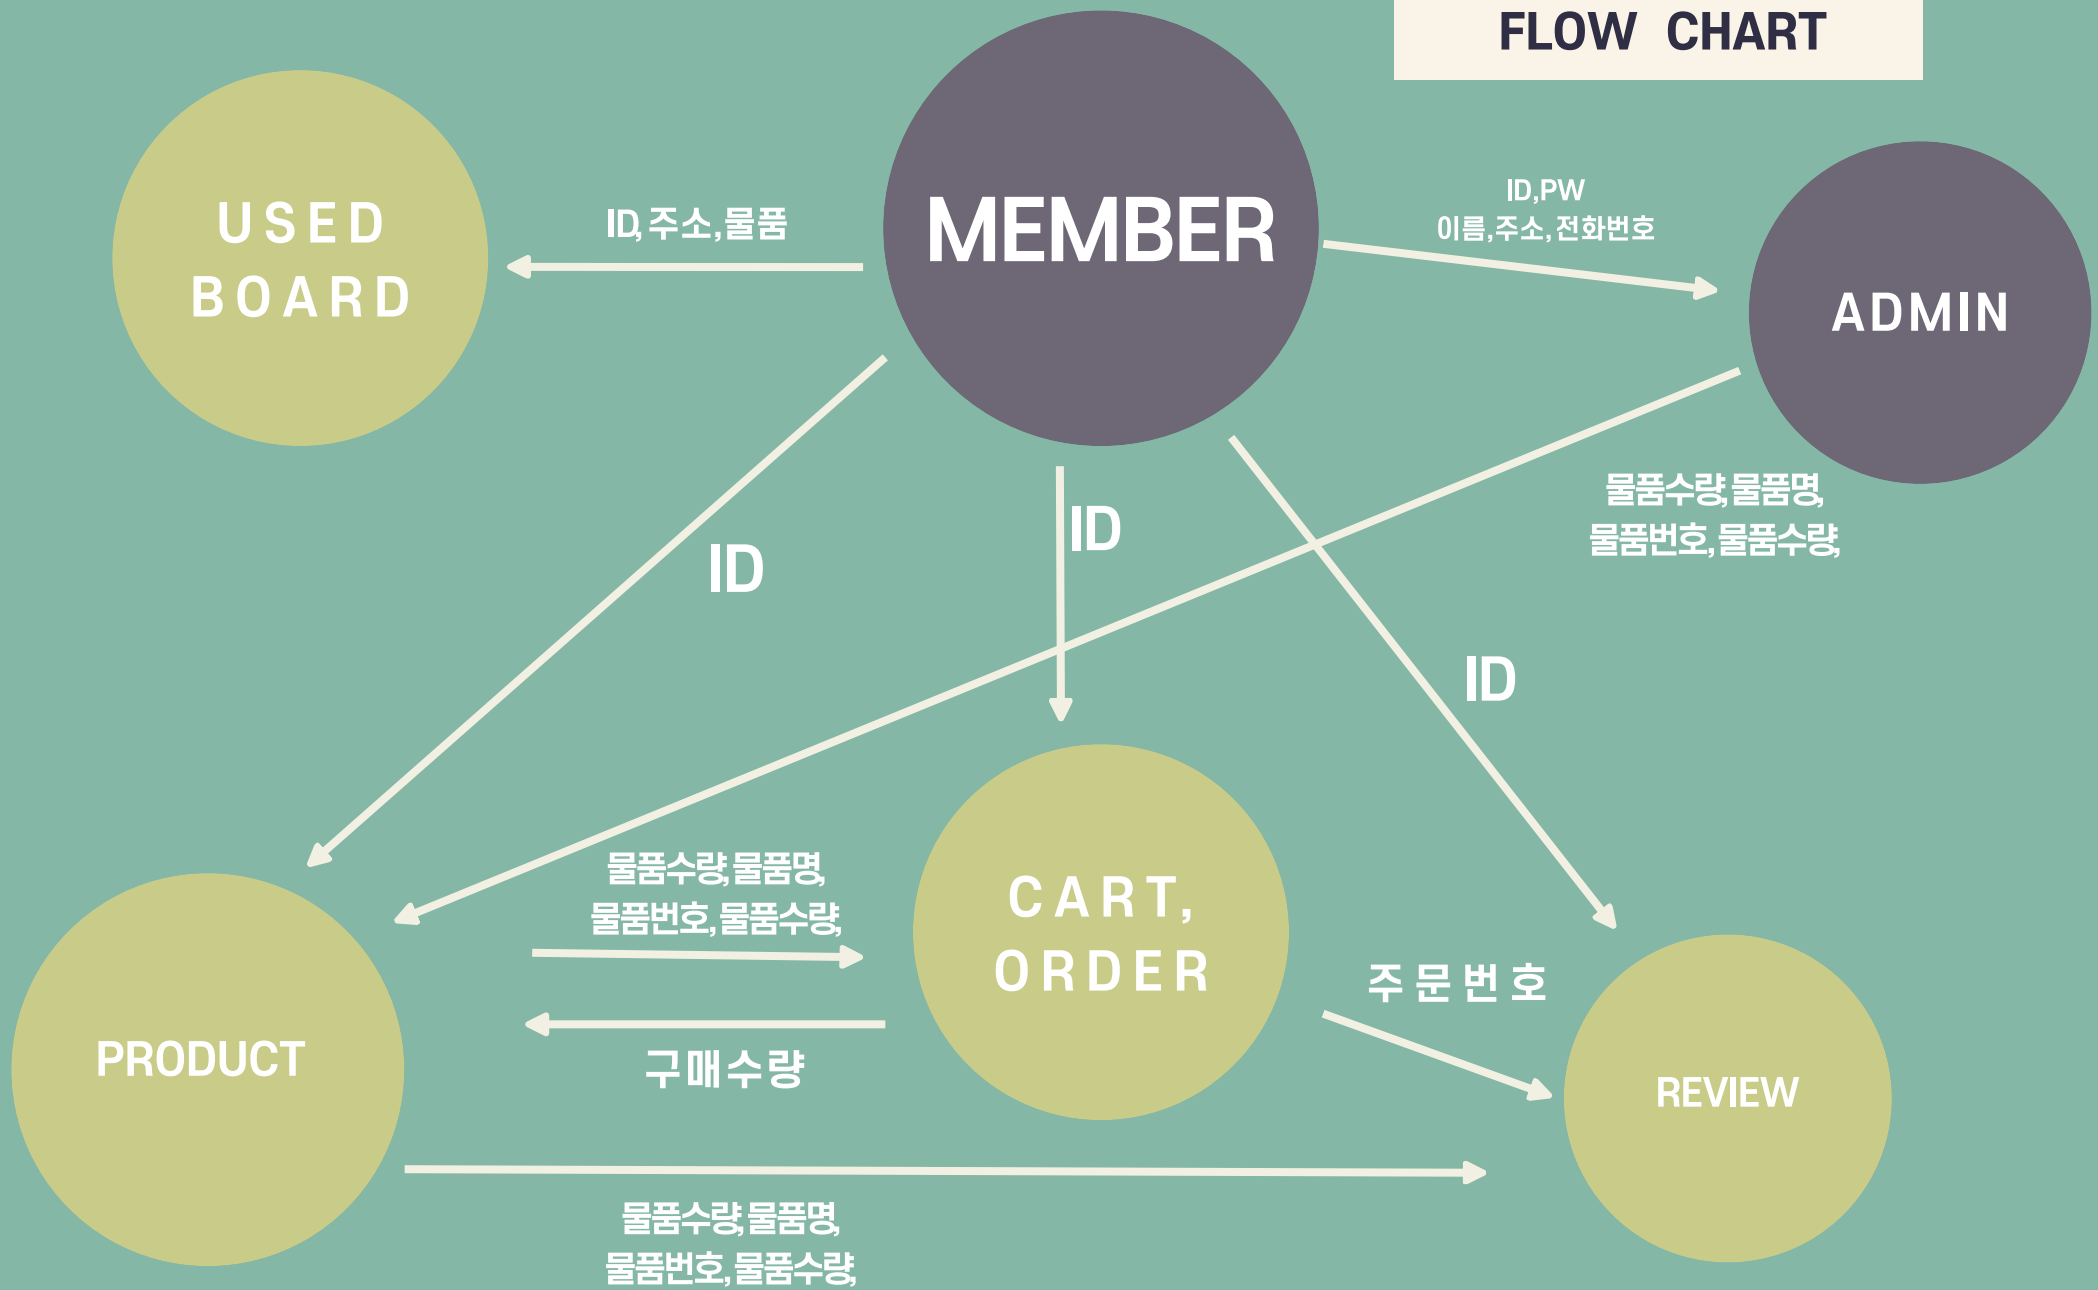 FLOW CHART
MEMBER
USED
BOARD
ID,주소,물품
ID,PW
이름,주소,전화번호
ADMIN
물품수량,물품명,
물품번호,물품수량,
ID
ID
ID
물품수량,물품명,
물품번호,물품수량,
CART,
ORDER
주문번호
구매수량
PRODUCT
REVIEW
물품수량,물품명,
물품번호,물품수량,